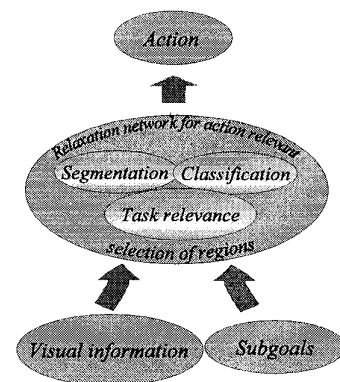 Action
Relaxation network for action relevant
Segmentation Classification
Task relevance
selection of regions
Visual information Subgoals